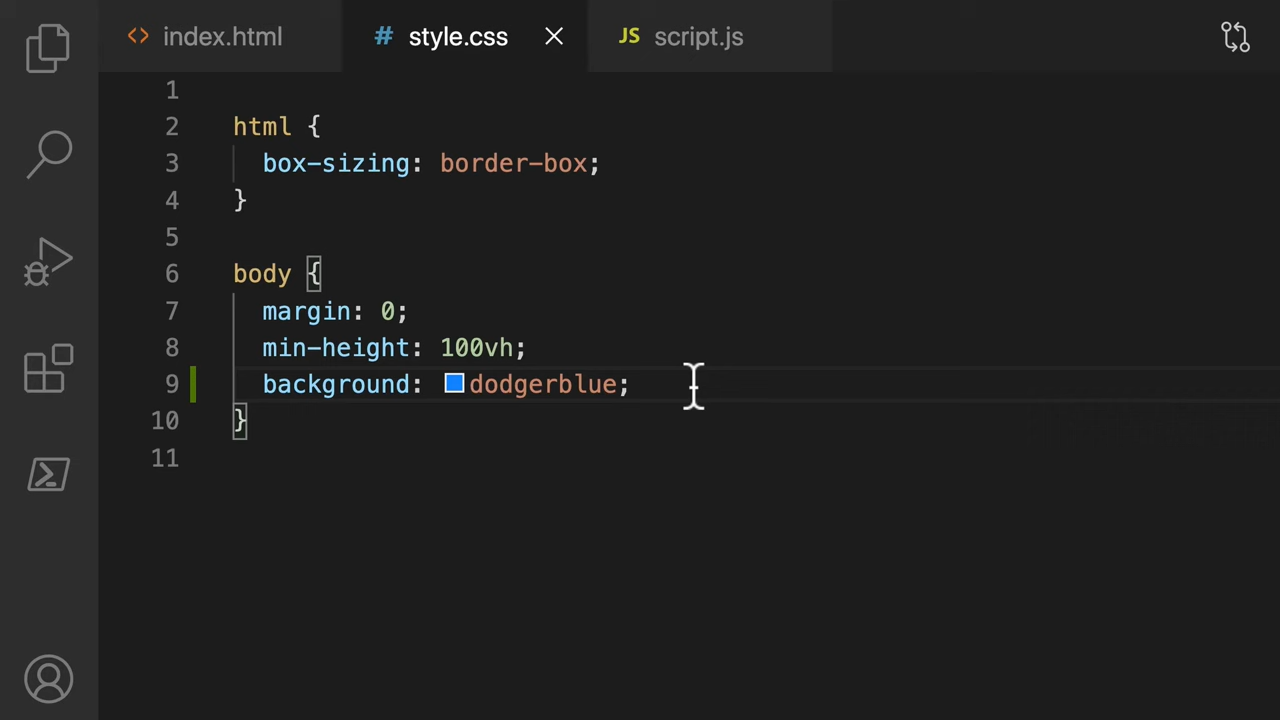 <> index.html
# style.css
JS script.js
1
2 html {
3 box-sizing: border-box;
4 }
5
6 body {
7 margin: 0;
8 min-height: 100vh;
9 background: dodgerblue;
10 }
11